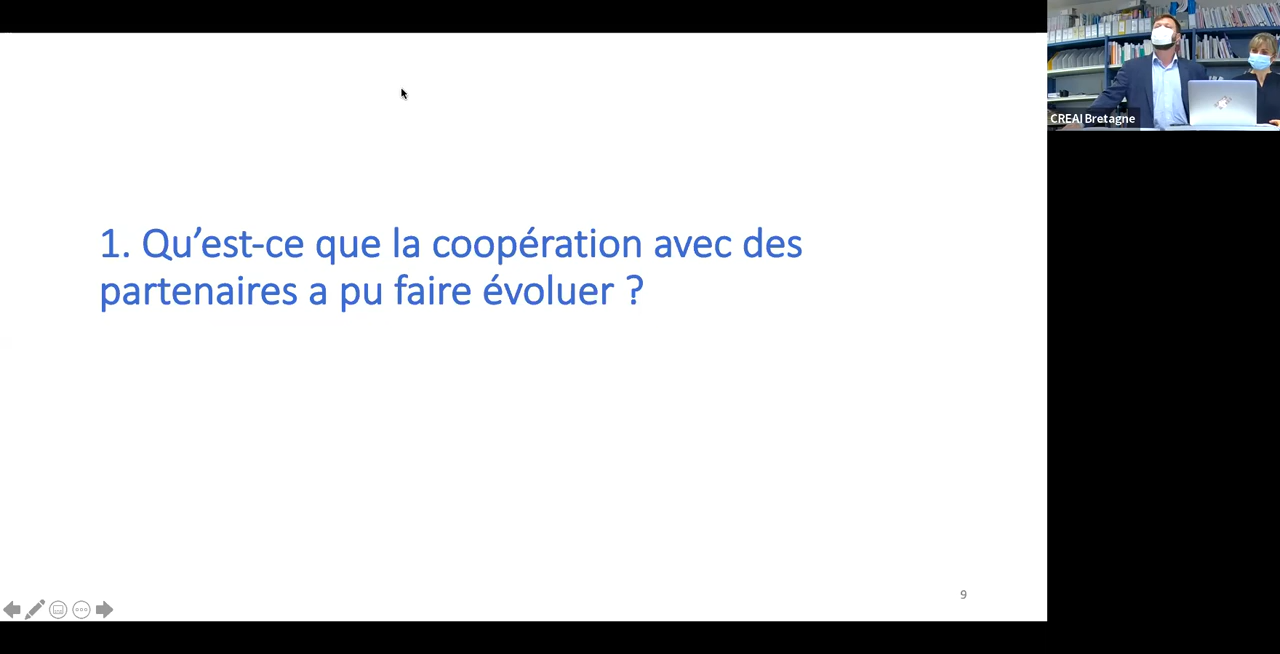 CREAI Bretagne
1. Qu’est-ce que la coopération avec des
partenaires a pu faire évoluer ?
9